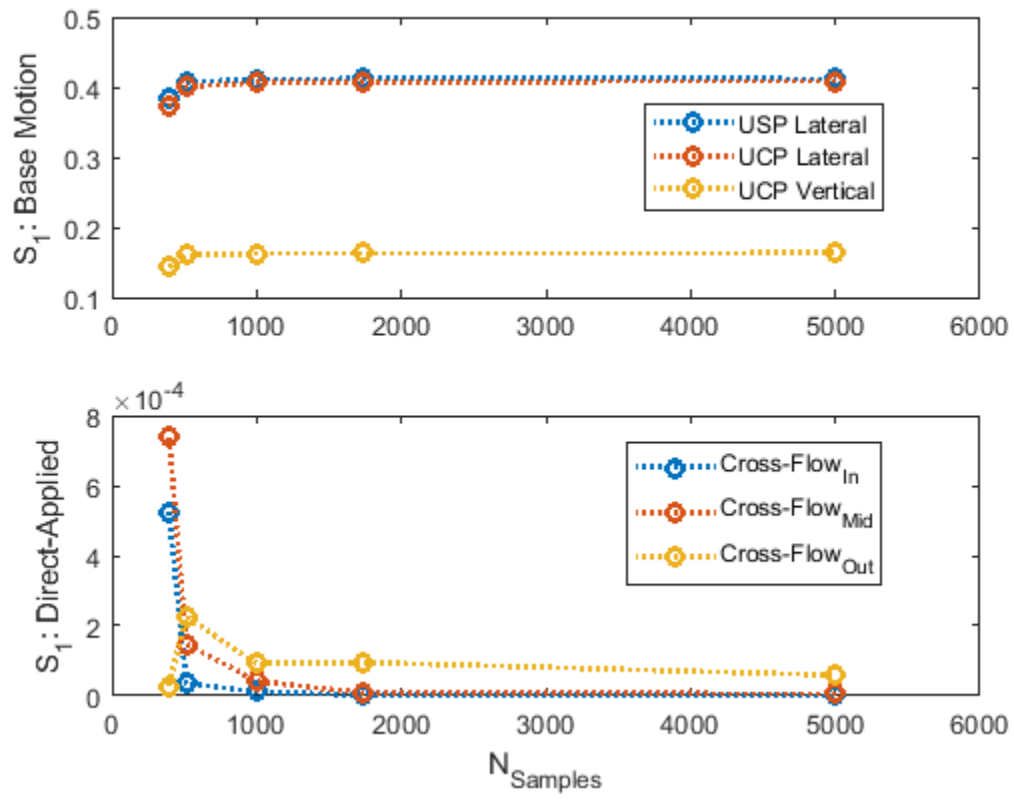 0.5
0.4
0.3
0.2
0.1
S1: Base Motion
USP Lateral
UCP Lateral
UCP Vertical
0 1000 2000 3000 4000 5000 6000
×10-4
8
6
4
2
0
S1: Direct-Applied
Cross-FlowIn
Cross-FlowMid
Cross-FlowOut
0 1000 2000 3000 4000 5000 6000
NSamples